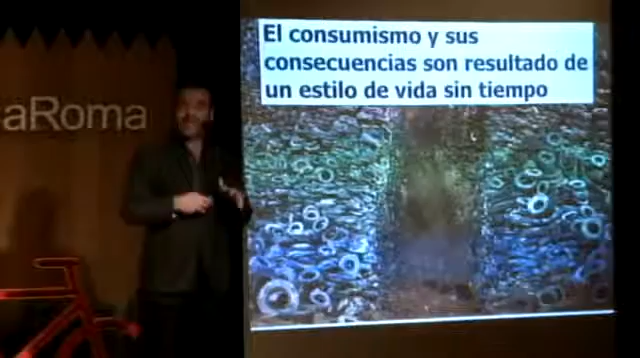 El consumismo y sus
consecuencias son resultado de
un estilo de vida sin tiempo
aRoma